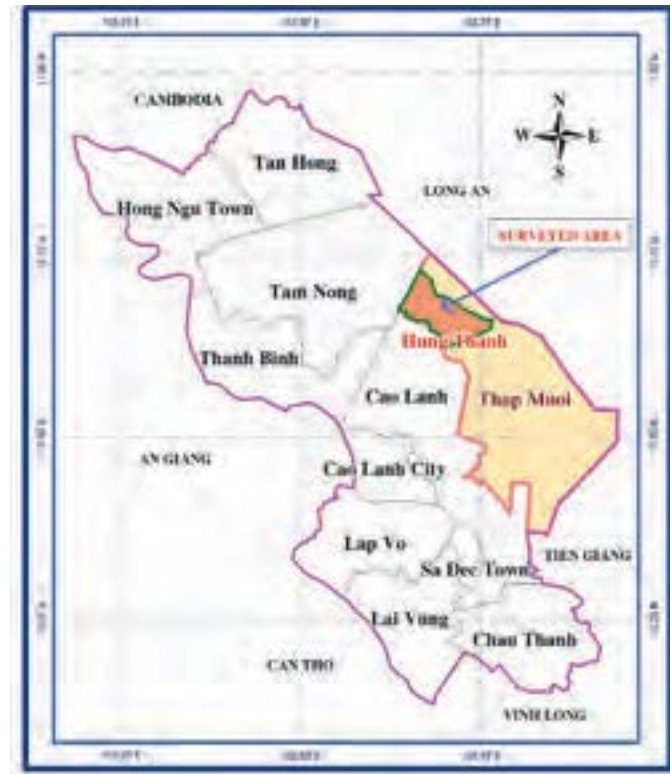 CAMBODIA
N
W E
S
Tan Hong
LONG AN
Hong Ngu Town
SURVEYED AREA
Tam Nong
Hung Thanh
Thanh Binh
Cao Lanh
Thap Muoi
AN GIANG
Cao Lanh City
Lap Vo
TIEN GIANG
Sa Dec Town
Lai Vung
Chau Thanh
CAN THO
VINH LONG